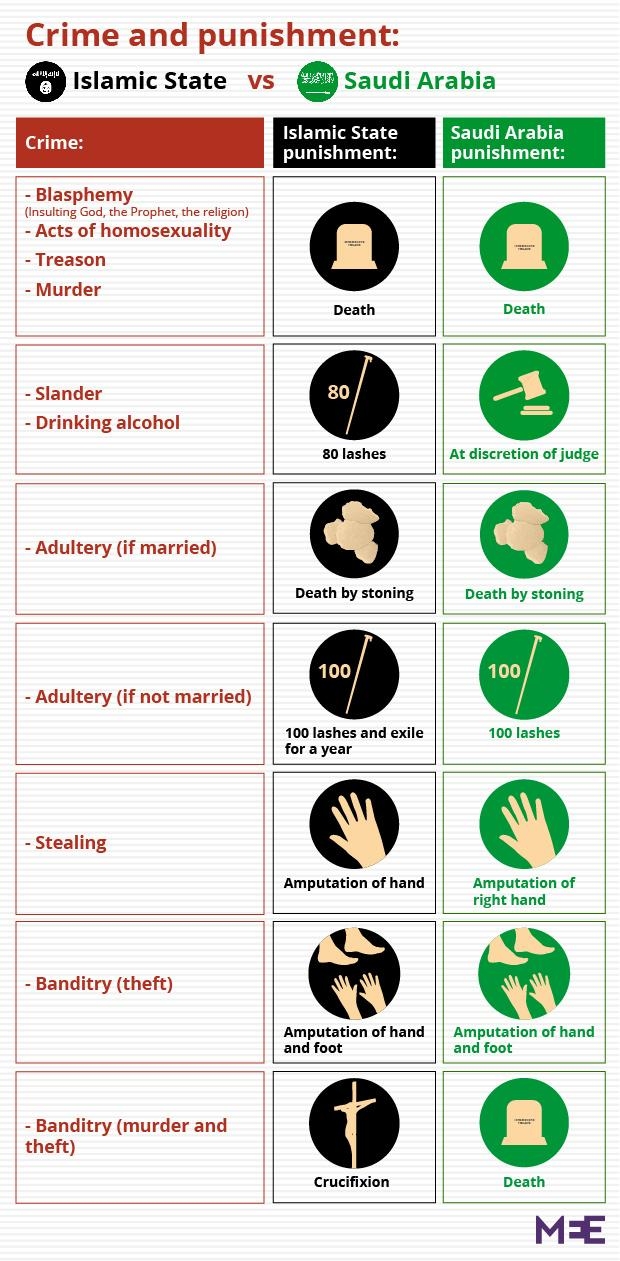 Crime and punishment:
Islamic State vs Saudi Arabia
Crime:
Islamic State
punishment:
Saudi Arabia
punishment:
- Blasphemy
(Insulting God, the Prophet, the religion)
- Acts of homosexuality
- Treason
- Murder
Death
Death
- Slander
- Drinking alcohol
80
80 lashes
At discretion of judge
- Adultery (if married)
Death by stoning
Death by stoning
- Adultery (if not married)
100
100 lashes and exile
for a year
100
100 lashes
- Stealing
Amputation of hand
Amputation of
right hand
- Banditry (theft)
Amputation of hand
and foot
Amputation of hand
and foot
- Banditry (murder and
theft)
Crucifixion
Death
MEE